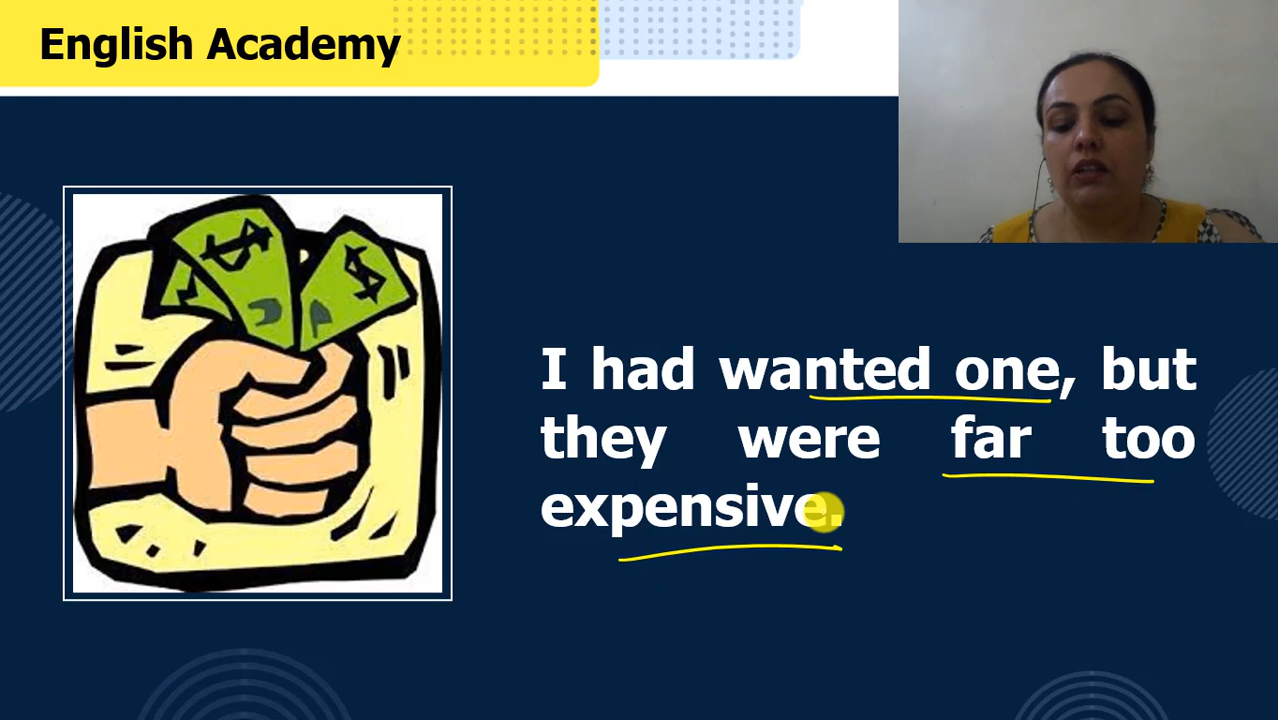 English Academy
I had wanted one, but
they were far too
expensive.